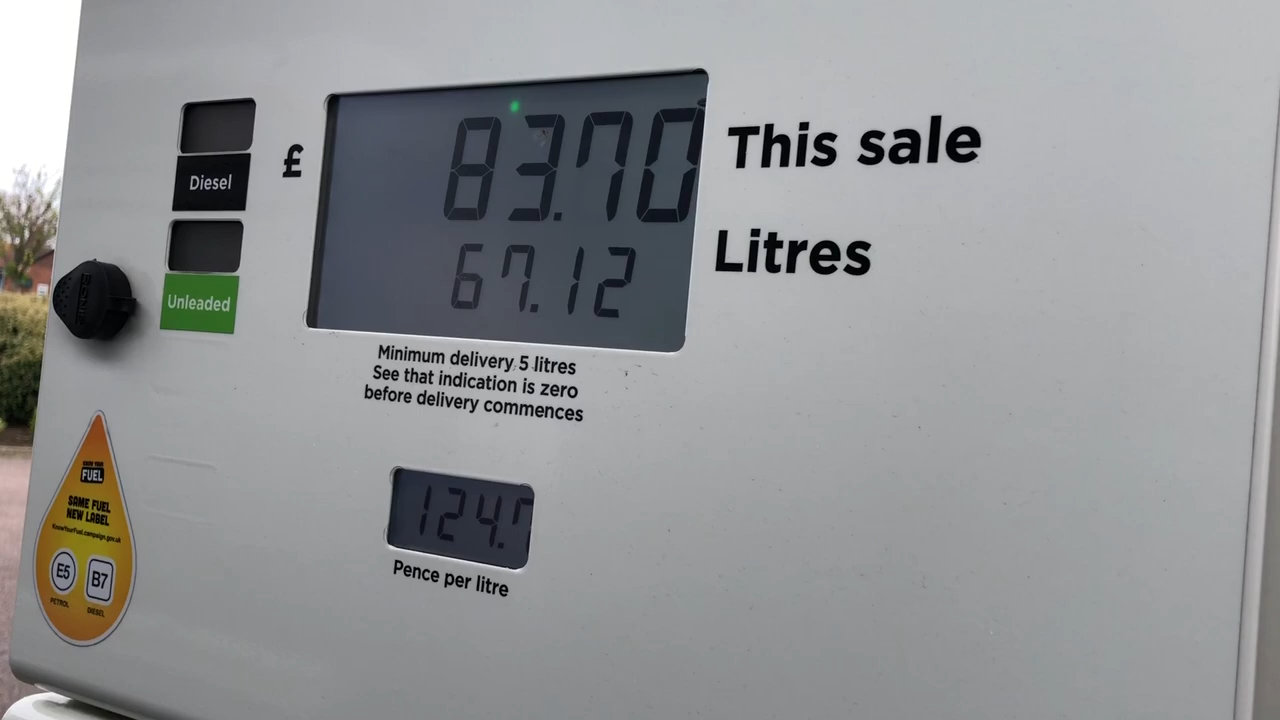 £ 83.70 This sale
67.12 Litres
Diesel
Unleaded
Minimum delivery 5 litres
See that indication is zero
before delivery commences
124.7
Pence per litre
KNOW YOUR
FUEL
SAME FUEL
NEW LABEL
KnowYourFuel.campaign.gov.uk
E5 B7
PETROL DIESEL